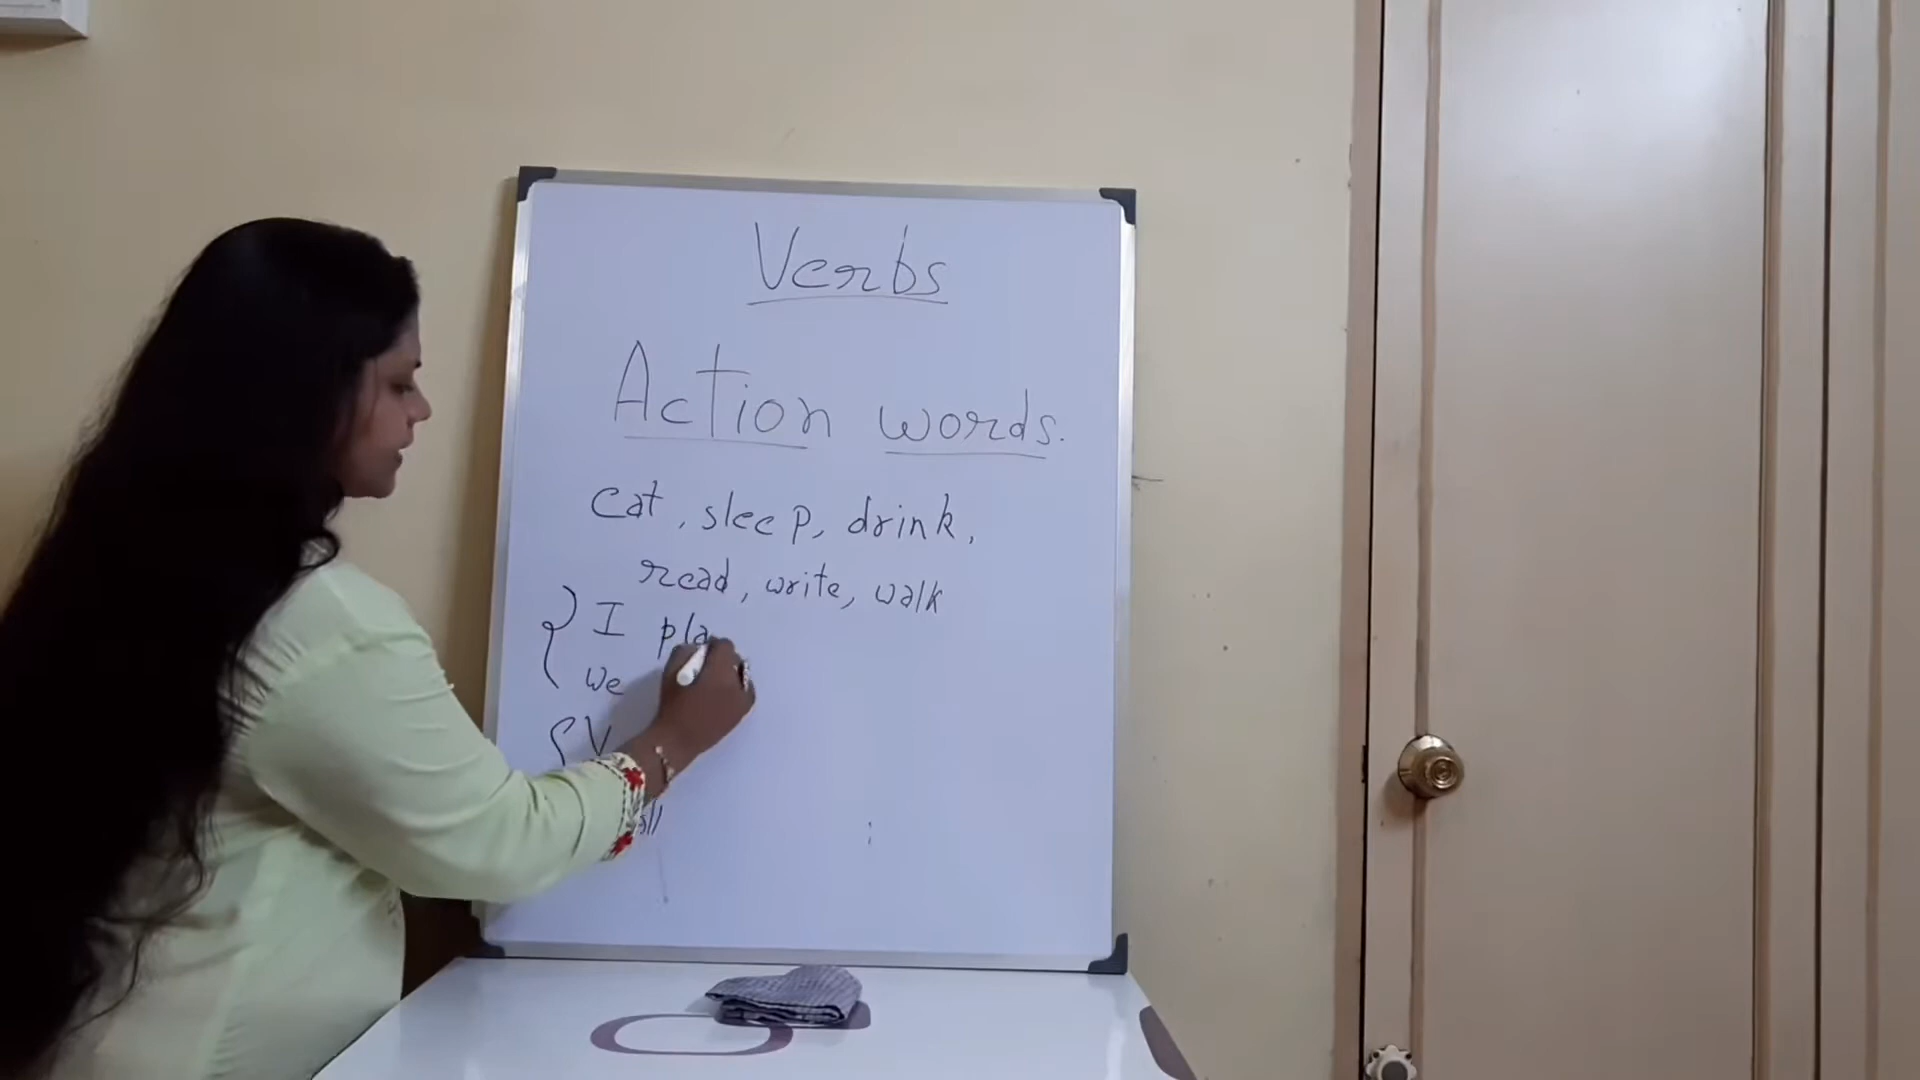 Verbs
Action words.
eat, sleep, drink,
read, write, walk
I pla
we